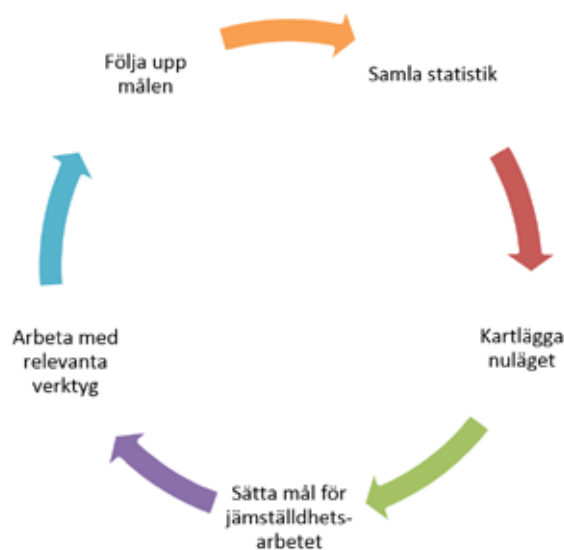 Följa upp
målen
Samla statistik
Kartlägga
nuläget
Sätta mål för
jämställdhets-
arbetet
Arbeta med
relevanta
verktyg